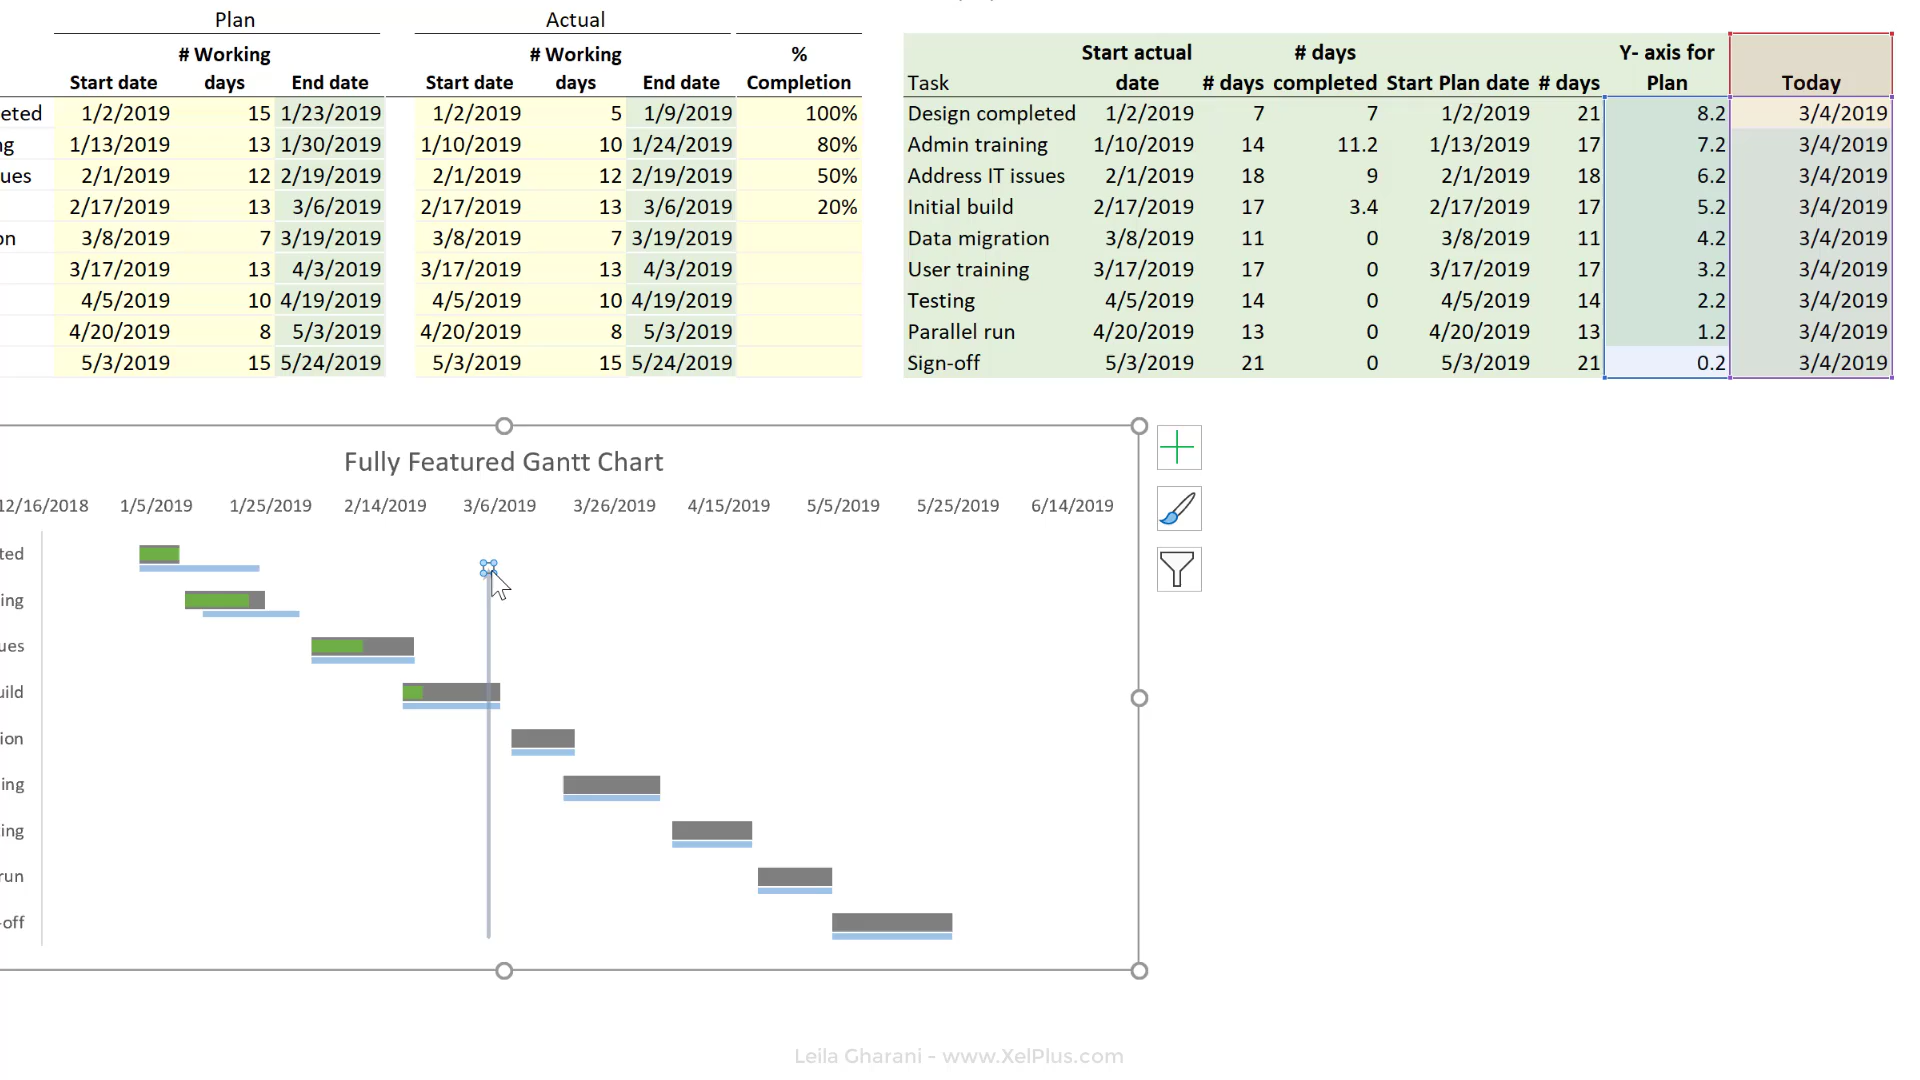 Plan Actual
# Working # Working % Start actual # days Y- axis for
Start date days End date Start date days End date Completion Task date # days completed Start Plan date # days Plan Today
eted 1/2/2019 15 1/23/2019 1/2/2019 5 1/9/2019 100% Design completed 1/2/2019 7 7 1/2/2019 21 8.2 3/4/2019
g 1/13/2019 13 1/30/2019 1/10/2019 10 1/24/2019 80% Admin training 1/10/2019 14 11.2 1/13/2019 17 7.2 3/4/2019
ues 2/1/2019 12 2/19/2019 2/1/2019 12 2/19/2019 50% Address IT issues 2/1/2019 18 9 2/1/2019 18 6.2 3/4/2019
2/17/2019 13 3/6/2019 2/17/2019 13 3/6/2019 20% Initial build 2/17/2019 17 3.4 2/17/2019 17 5.2 3/4/2019
on 3/8/2019 7 3/19/2019 3/8/2019 7 3/19/2019 Data migration 3/8/2019 11 0 3/8/2019 11 4.2 3/4/2019
3/17/2019 13 4/3/2019 3/17/2019 13 4/3/2019 User training 3/17/2019 17 0 3/17/2019 17 3.2 3/4/2019
4/5/2019 10 4/19/2019 4/5/2019 10 4/19/2019 Testing 4/5/2019 14 0 4/5/2019 14 2.2 3/4/2019
4/20/2019 8 5/3/2019 4/20/2019 8 5/3/2019 Parallel run 4/20/2019 13 0 4/20/2019 13 1.2 3/4/2019
5/3/2019 15 5/24/2019 5/3/2019 15 5/24/2019 Sign-off 5/3/2019 21 0 5/3/2019 21 0.2 3/4/2019
Fully Featured Gantt Chart
12/16/2018 1/5/2019 1/25/2019 2/14/2019 3/6/2019 3/26/2019 4/15/2019 5/5/2019 5/25/2019 6/14/2019
ted
ing
ues
uild
ion
ing
ing
run
-off
Leila Gharani - www.XelPlus.com